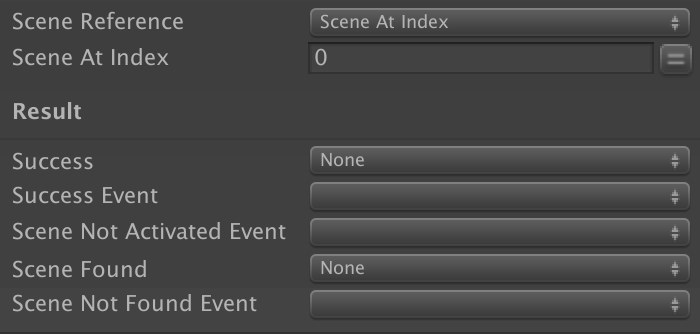 Scene Reference Scene At Index
Scene At Index 0
Result
Success None
Success Event
Scene Not Activated Event
Scene Found None
Scene Not Found Event